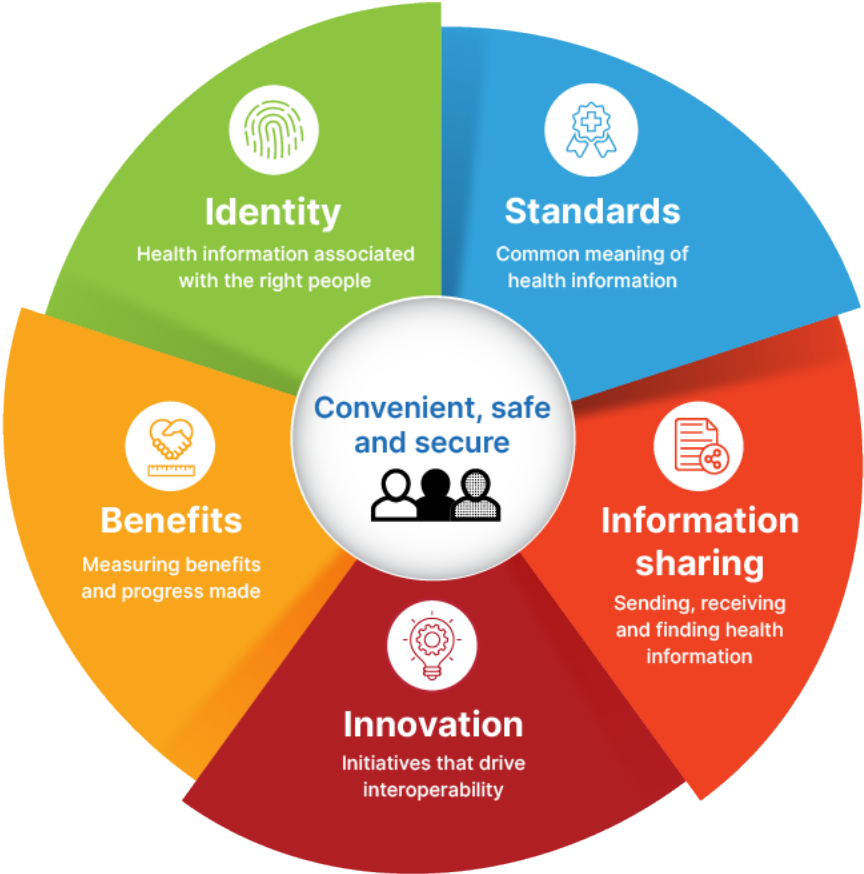 Identity
Health information associated
with the right people
Standards
Common meaning of
health information
Convenient, safe
and secure
Benefits
Measuring benefits
and progress made
Information
sharing
Sending, receiving
and finding health
information
Innovation
Initiatives that drive
interoperability